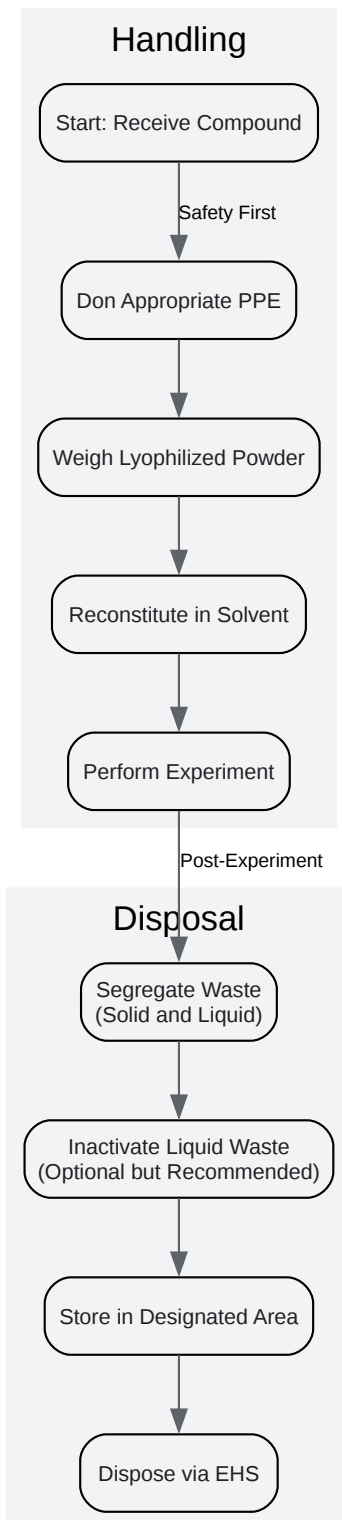 Handling
Start: Receive Compound
Safety First
Don Appropriate PPE
Weigh Lyophilized Powder
Reconstitute in Solvent
Perform Experiment
Post-Experiment
Disposal
Segregate Waste
(Solid and Liquid)
Inactivate Liquid Waste
(Optional but Recommended)
Store in Designated Area
Dispose via EHS